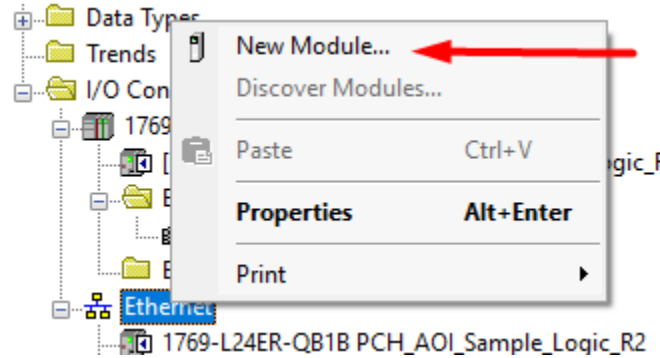 Data Types
New Module...
Trends
I/O Con
Discover Modules...
1769
Paste Ctrl+V
[
ogic_F
E
Properties Alt+Enter
E
Print
Ethernet
1769-L24ER-QB1B PCH_AOI_Sample_Logic_R2